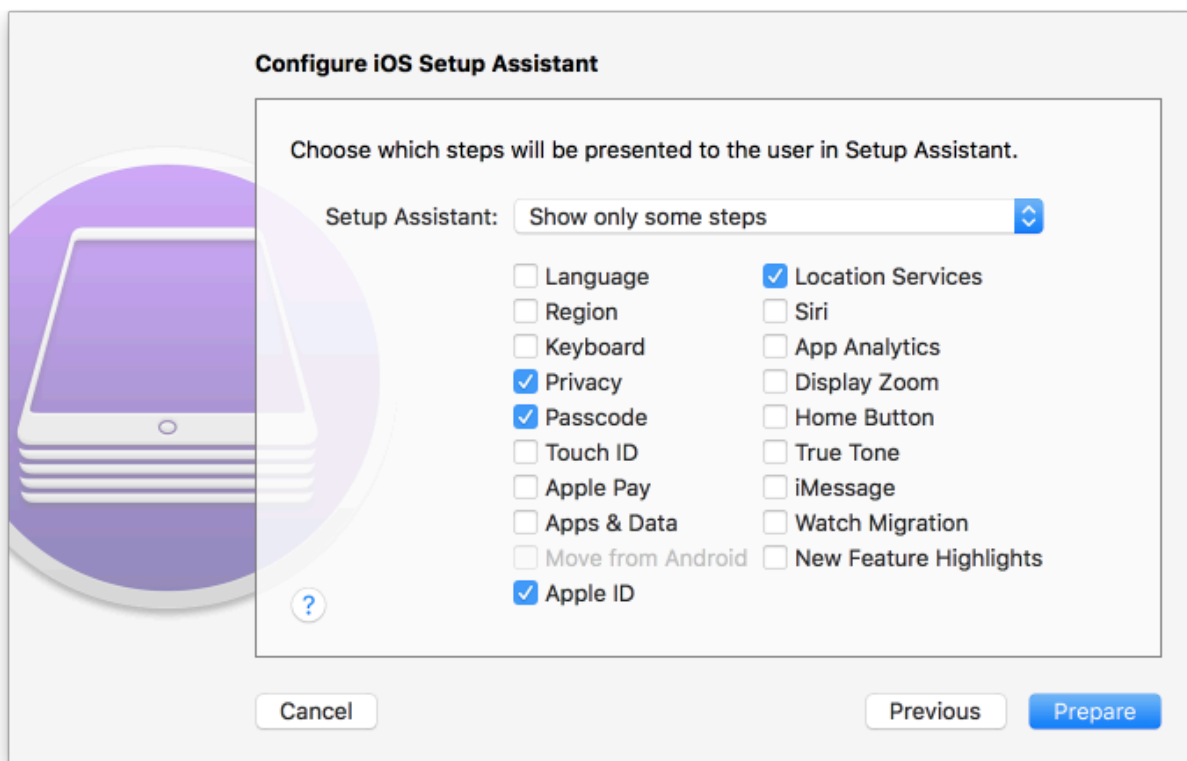 Configure iOS Setup Assistant
Choose which steps will be presented to the user in Setup Assistant.
Setup Assistant: Show only some steps
Language
Region
Keyboard
Privacy
Passcode
Touch ID
Apple Pay
Apps & Data
Move from Android
Apple ID
Location Services
Siri
App Analytics
Display Zoom
Home Button
True Tone
iMessage
Watch Migration
New Feature Highlights
?
Cancel
Previous
Prepare